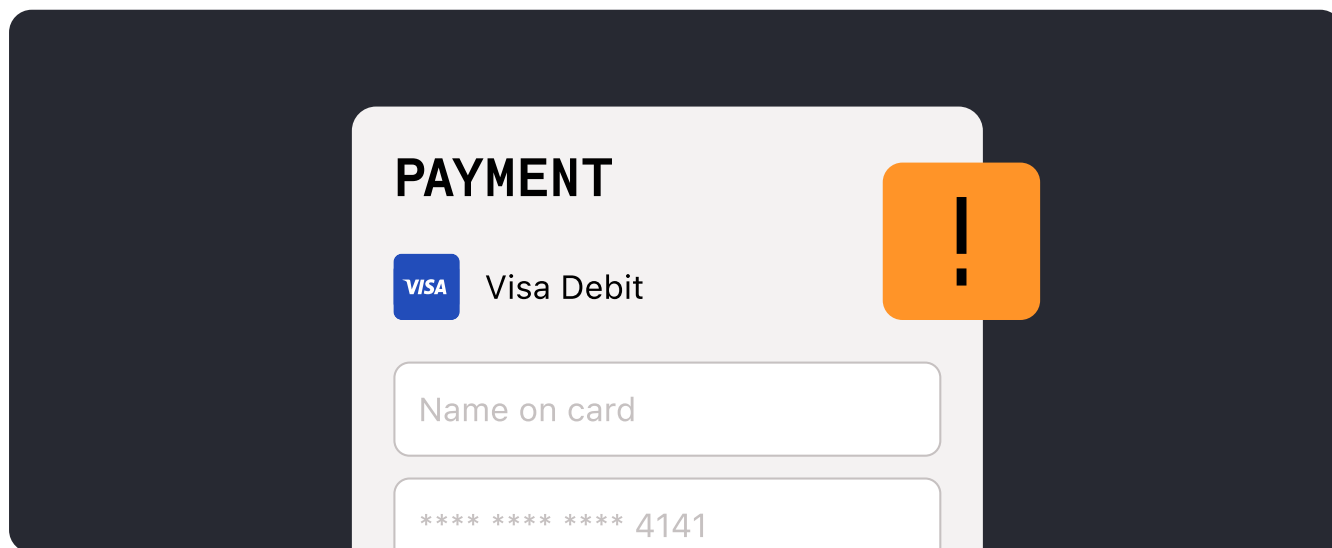 PAYMENT
!
VISA Visa Debit
Name on card
**** **** **** 4141